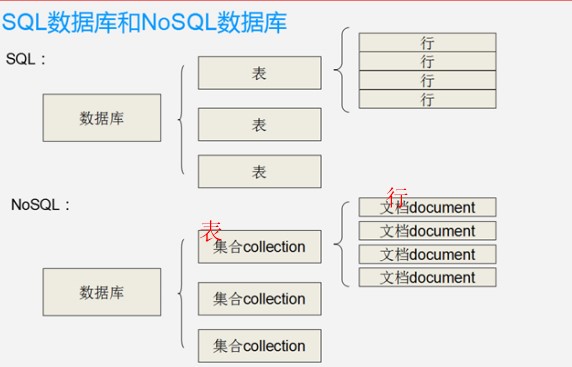 SQL数据库和NoSQL数据库
SQL：
数据库
表
表
表
行
行
行
行
NoSQL：
数据库
表
集合collection
集合collection
集合collection
行
文档document
文档document
文档document
文档document